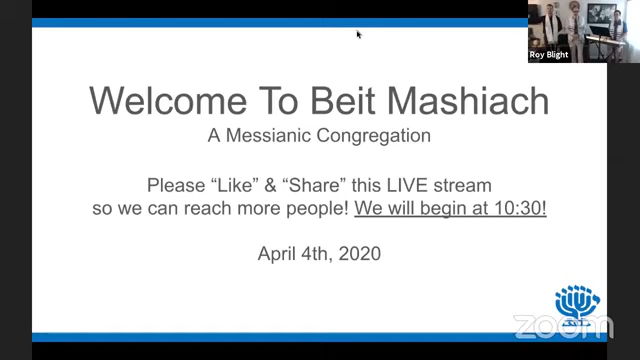 Roy Blight
Welcome To Beit Mashiach
A Messianic Congregation
Please “Like” & “Share” this LIVE stream
so we can reach more people! We will begin at 10:30!
April 4th, 2020
zoom